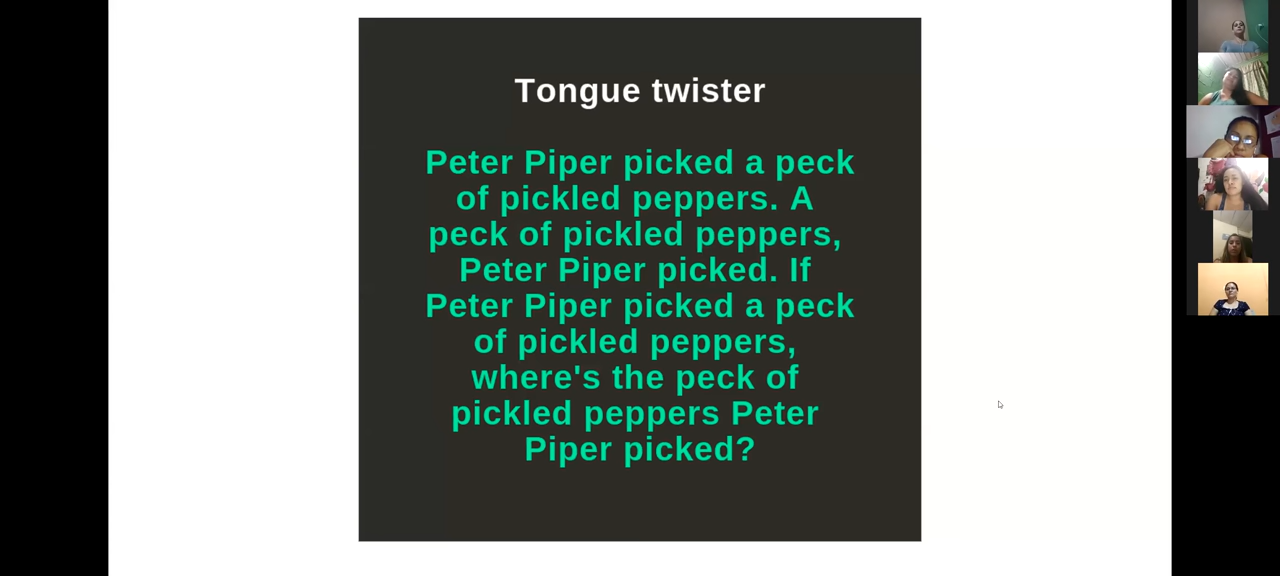 Tongue twister
Peter Piper picked a peck
of pickled peppers. A
peck of pickled peppers,
Peter Piper picked. If
Peter Piper picked a peck
of pickled peppers,
where's the peck of
pickled peppers Peter
Piper picked?